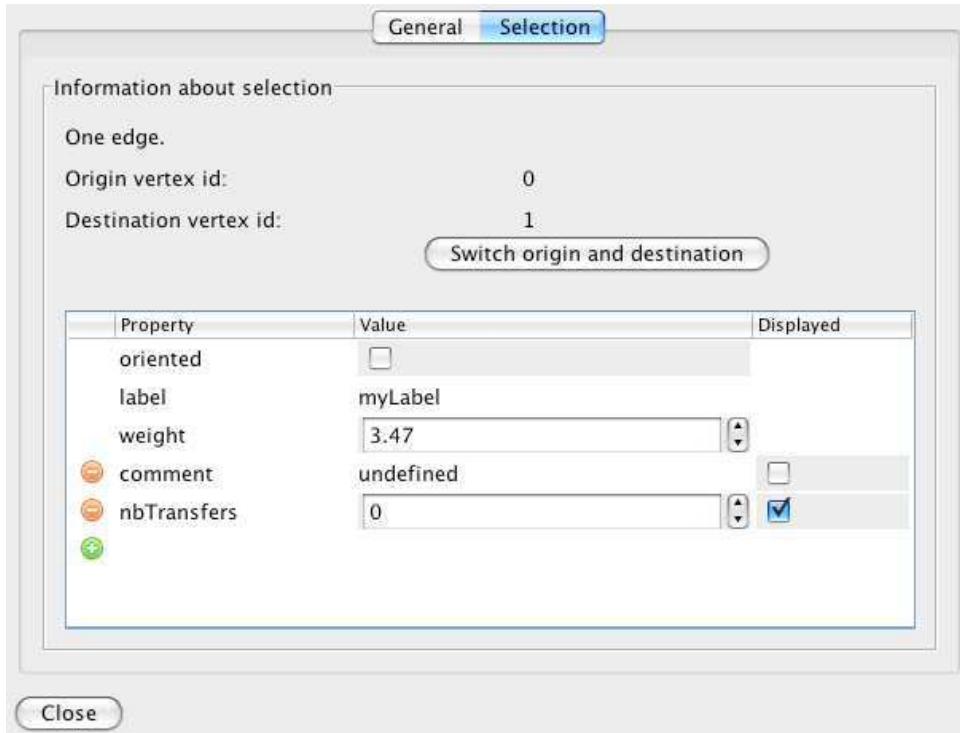 General Selection
Information about selection
One edge.
Origin vertex id: 0
Destination vertex id: 1
Switch origin and destination
Property Value Displayed
oriented
label myLabel
weight 3.47
comment undefined
nbTransfers 0
Close